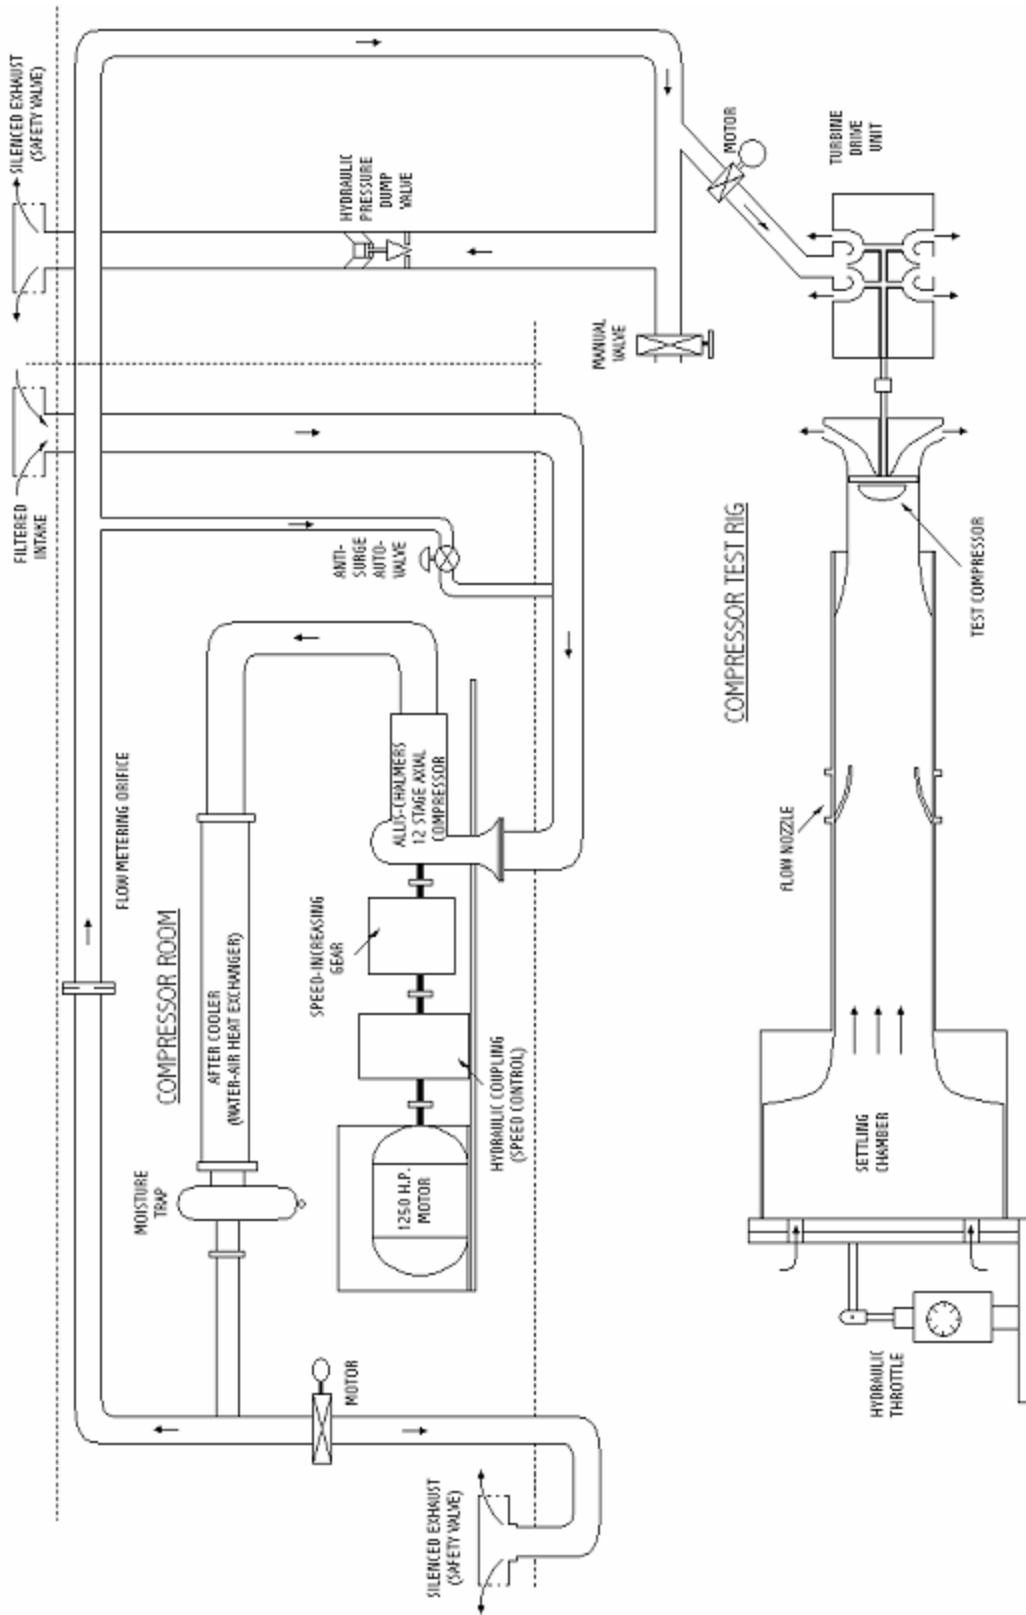 SILENCED EXHAUST
(SAFETY VALVE)
FILTERED
INTAKE
HYDRAULIC
PRESSURE
DUMP
VALVE
MOTOR
TURBINE
DRIVE
UNIT
MANUAL
VALVE
ANTI-
SURGE
AUTO-
VALVE
FLOW METERING ORIFICE
COMPRESSOR ROOM
AFTER COOLER
(WATER-AIR HEAT EXCHANGER)
MOISTURE
TRAP
ALLIS-CHALMERS
12 STAGE AXIAL
COMPRESSOR
SPEED-INCREASING
GEAR
HYDRAULIC COUPLING
(SPEED CONTROL)
1250 H.P.
MOTOR
MOTOR
SILENCED EXHAUST
(SAFETY VALVE)
COMPRESSOR TEST RIG
TEST COMPRESSOR
FLOW NOZZLE
SETTLING
CHAMBER
HYDRAULIC
THROTTLE